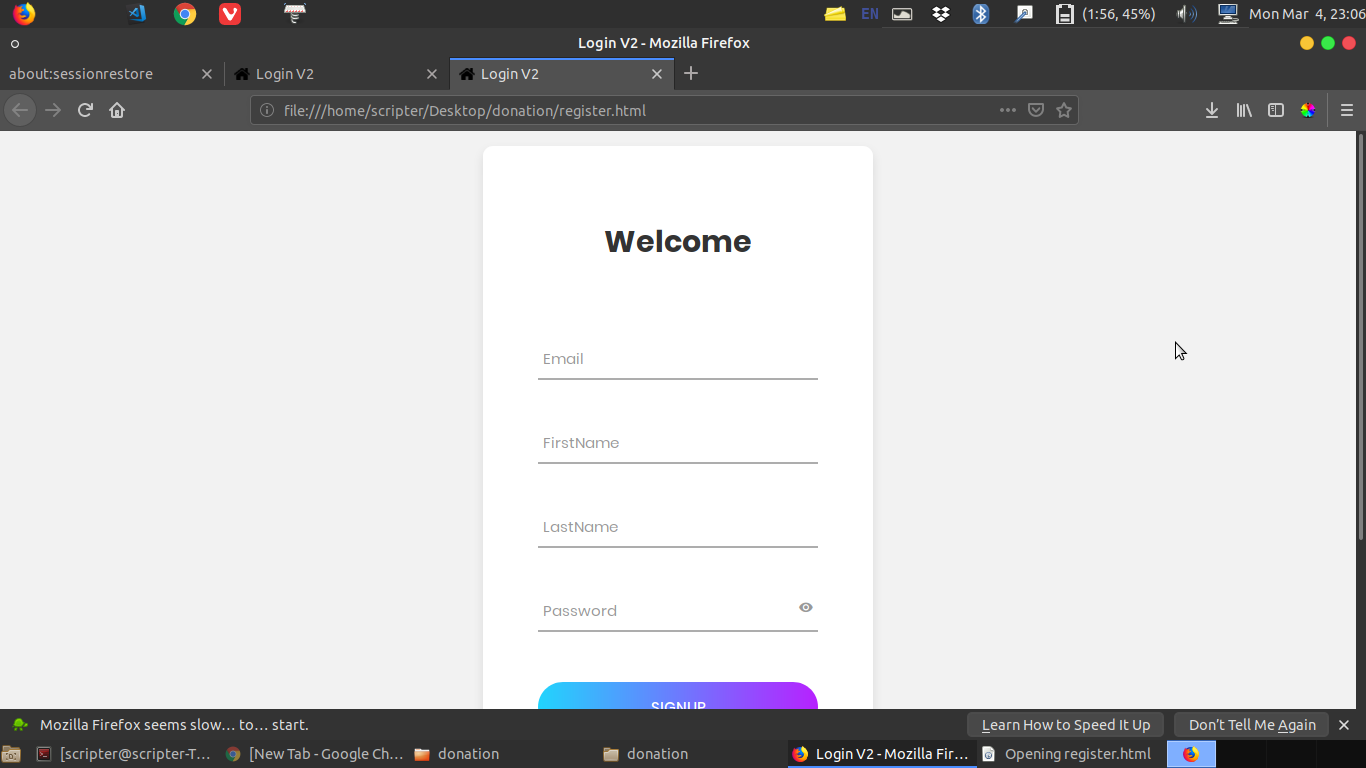 EN
(1:56, 45%)
Mon Mar 4, 23:06
Login V2 - Mozilla Firefox
about:sessionrestore
Login V2
Login V2
file:///home/scripter/Desktop/donation/register.html
Welcome
Email
FirstName
LastName
Password
SIGNUP
Mozilla Firefox seems slow… to… start.
Learn How to Speed It Up
Don't Tell Me Again
[scripter@scripter-T…
[New Tab - Google Ch…
donation
donation
Login V2 - Mozilla Fir…
Opening register.html